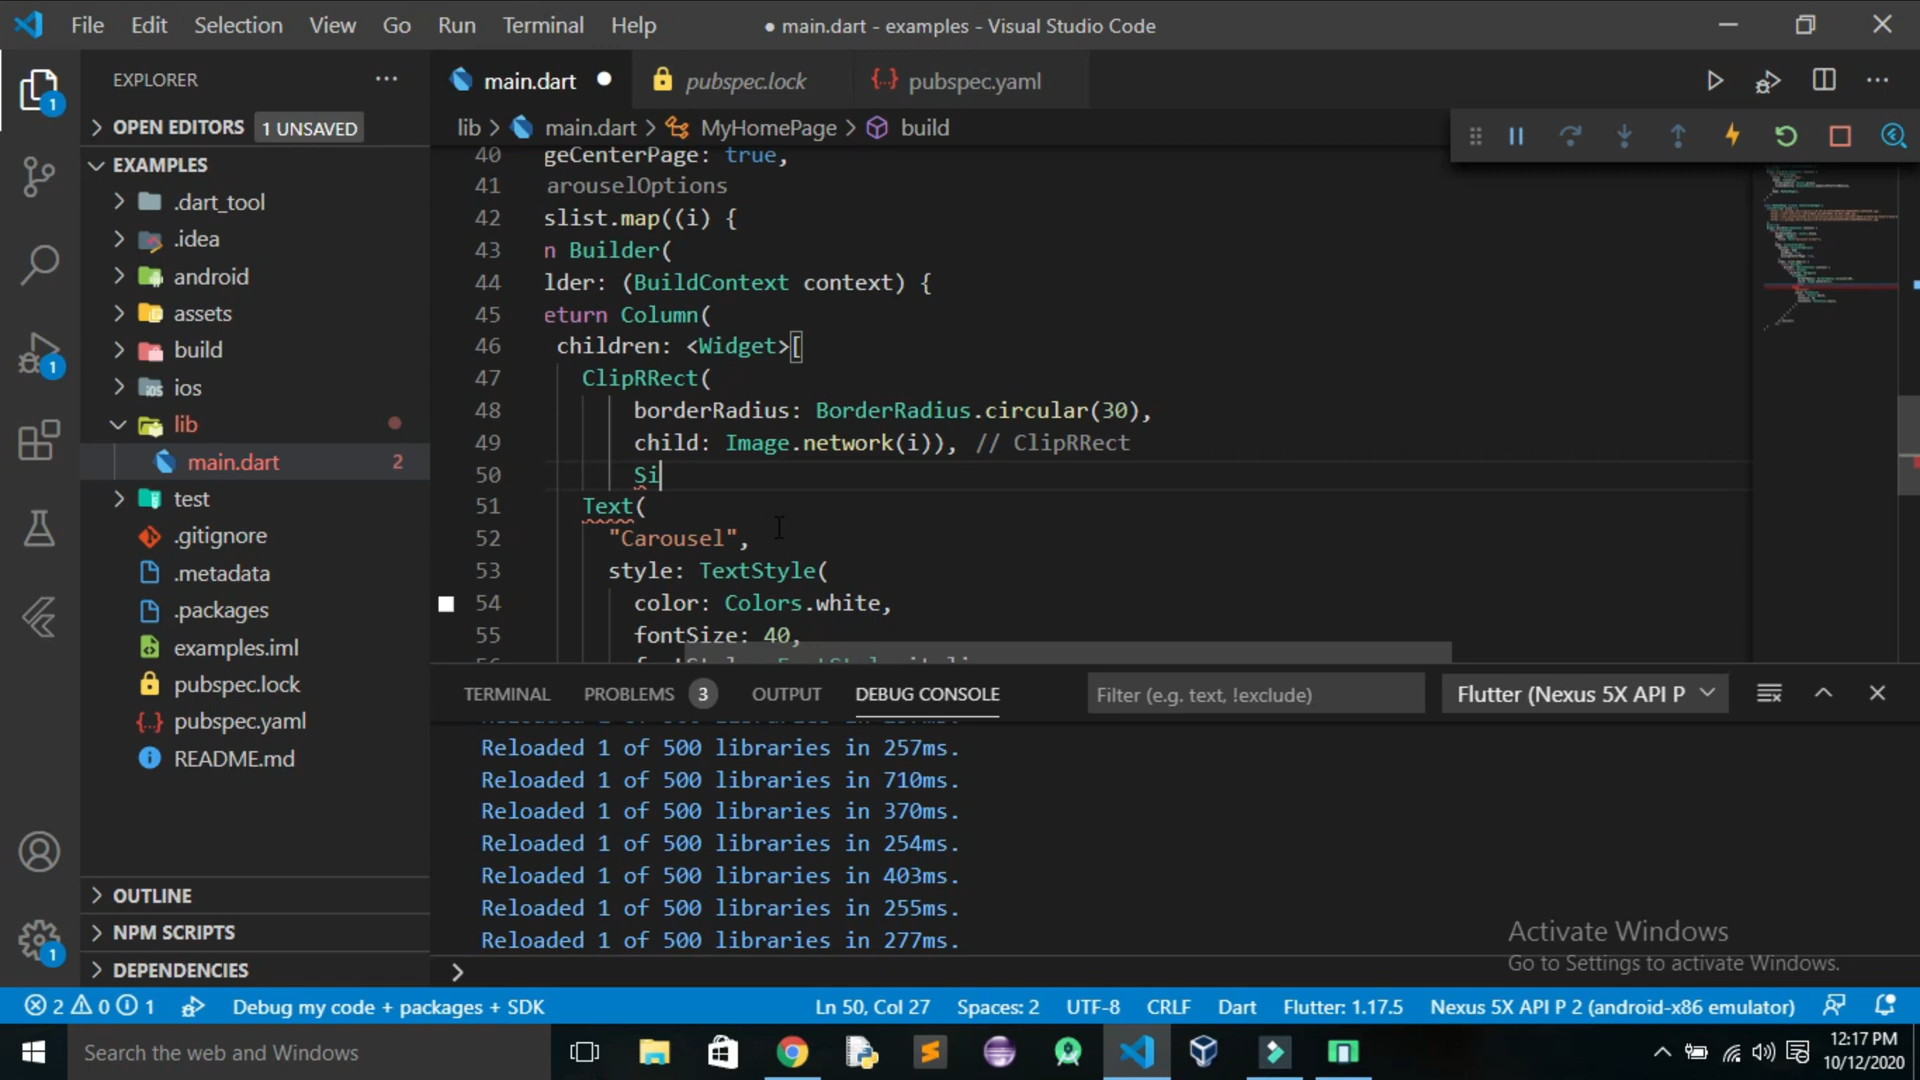 File Edit Selection View Go Run Terminal Help
● main.dart - examples - Visual Studio Code
EXPLORER
main.dart
pubspec.lock
pubspec.yaml
OPEN EDITORS 1 UNSAVED
lib > main.dart > MyHomePage > build
EXAMPLES
.dart_tool
.idea
android
assets
build
ios
lib
main.dart 2
test
.gitignore
.metadata
.packages
examples.iml
pubspec.lock
pubspec.yaml
README.md
OUTLINE
NPM SCRIPTS
DEPENDENCIES
1
1
1
40 geCenterPage: true,
41 arouselOptions
42 slist.map((i) {
43 n Builder(
44 lder: (BuildContext context) {
45 eturn Column(
46 children: <Widget>[
47 ClipRRect(
48 borderRadius: BorderRadius.circular(30),
49 child: Image.network(i)), // ClipRRect
50 Si
51 Text(
52 "Carousel",
53 style: TextStyle(
54 color: Colors.white,
55 fontSize: 40,
TERMINAL PROBLEMS 3 OUTPUT DEBUG CONSOLE
Filter (e.g. text, !exclude)
Flutter (Nexus 5X API P
Reloaded 1 of 500 libraries in 257ms.
Reloaded 1 of 500 libraries in 710ms.
Reloaded 1 of 500 libraries in 370ms.
Reloaded 1 of 500 libraries in 254ms.
Reloaded 1 of 500 libraries in 403ms.
Reloaded 1 of 500 libraries in 255ms.
Reloaded 1 of 500 libraries in 277ms.
Activate Windows
Go to Settings to activate Windows.
2 0 1 Debug my code + packages + SDK Ln 50, Col 27 Spaces: 2 UTF-8 CRLF Dart Flutter: 1.17.5 Nexus 5X API P 2 (android-x86 emulator)
Search the web and Windows
12:17 PM
10/12/2020